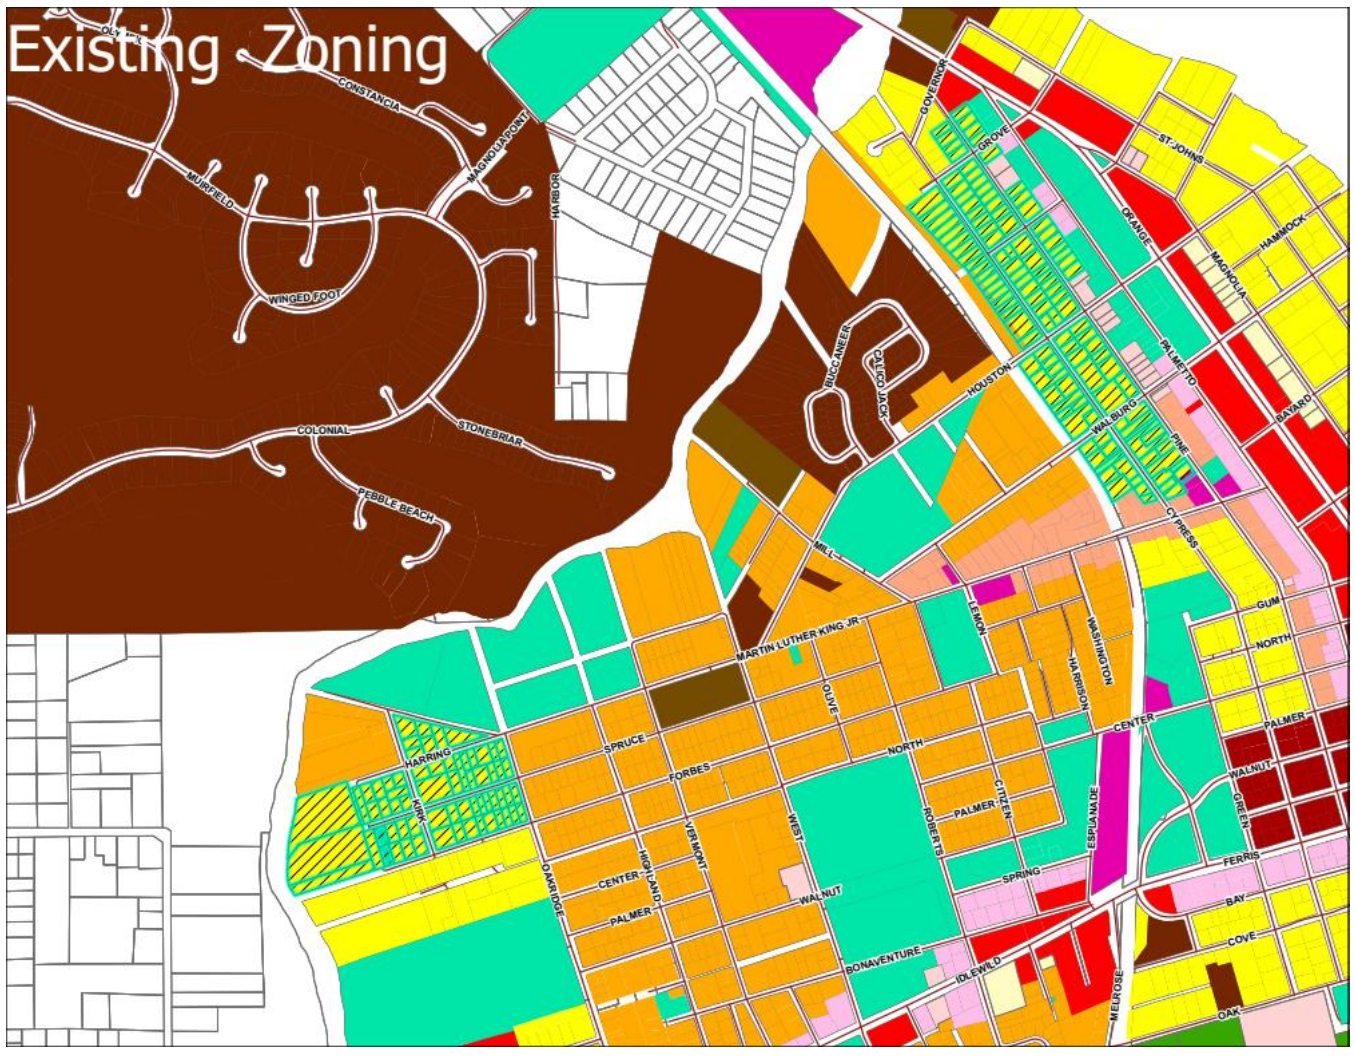 Existing Zoning
CONSTANCIA
MAGNOLIA POINT
MUIRFIELD
HARBOR
WINGED FOOT
COLONIAL
STONEBRIAR
PEBBLE BEACH
GOVERNOR
GROVE
ST JOHNS
ORANGE
HAMMOCK
MAGNOLIA
BUCCANEER
CALICO JACK
HOUSTON
PALMETTO
WALBURG
BAYARD
PINE
CYPRESS
MILL
LEMON
GUM
MARTIN LUTHER KING JR
WASHINGTON
NORTH
HARRISON
OLIVE
CENTER
PALMER
SPRUCE
NORTH
HARRING
FORBES
WALNUT
CITIZEN
KIRK
GREEN
PALMER
ESPLANADE
ROBERTS
WEST
VERMONT
HIGHLAND
OAKRIDGE
FERRIS
CENTER
SPRING
WALNUT
BAY
PALMER
COVE
BONAVENTURE
IDLEWILD
MELROSE
OAK